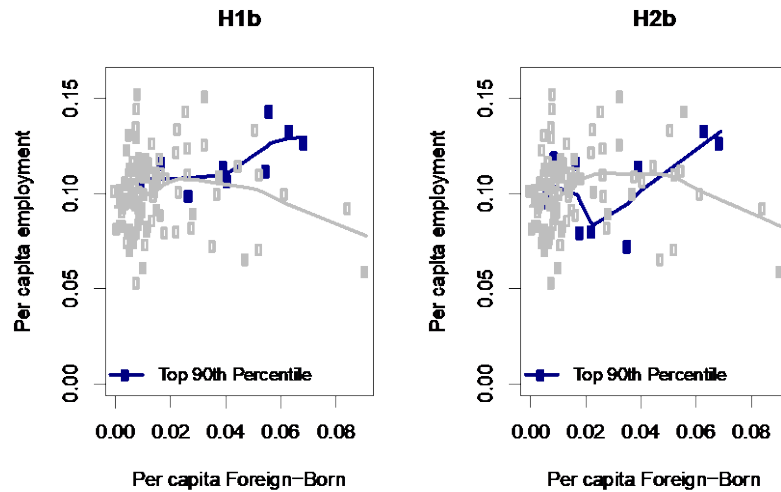 H1b
Per capita employment
0.15
0.10
0.05
0.00
Top 90th Percentile
0.00 0.02 0.04 0.06 0.08
Per capita Foreign-Born
H2b
Per capita employment
0.15
0.10
0.05
0.00
Top 90th Percentile
0.00 0.02 0.04 0.06 0.08
Per capita Foreign-Born